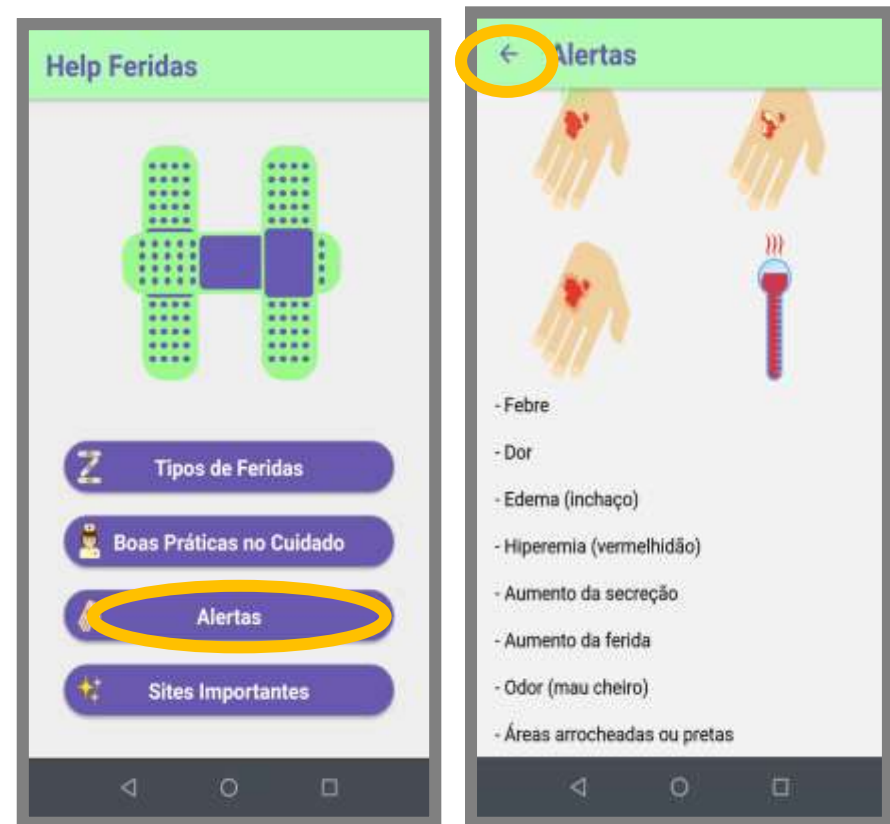 Help Feridas
Tipos de Feridas
Boas Práticas no Cuidado
Alertas
Sites Importantes
Alertas
- Febre
- Dor
- Edema (inchaço)
- Hiperemia (vermelhidão)
- Aumento da secreção
- Aumento da ferida
- Odor (mau cheiro)
- Áreas arrocheadas ou pretas